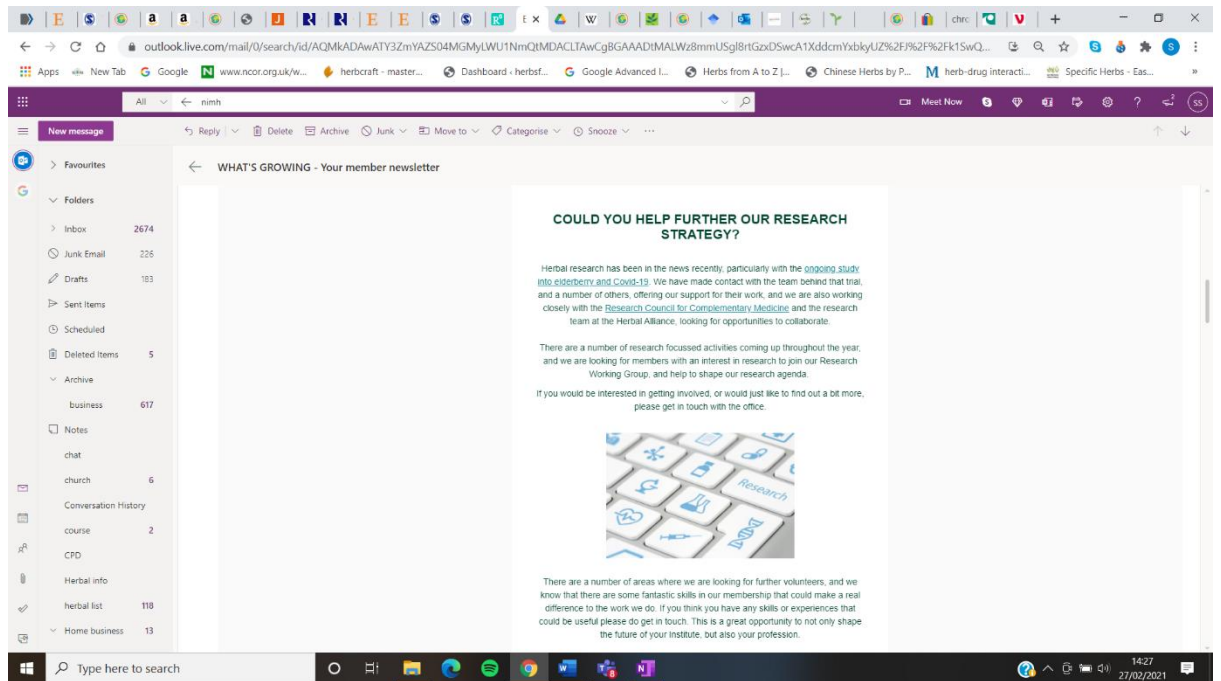 E x
chrc
outlook.live.com/mail/0/search/id/AQMkADAwATY3ZmYAZS04MGMyLWU1NmQtMDACLTAwCgBGAAADtMALWz8mmUSgl8rtGzxDSwcA1XddcmYxbkyUZ%2FJ%2F%2Fk1SwQ...
Apps New Tab Google www.ncor.org.uk/w... herbcraft - master... Dashboard ‹ herbsf... Google Advanced I... Herbs from A to Z |... Chinese Herbs by P... herb-drug interacti... Specific Herbs - Eas...
All nimh Meet Now SS
New message Reply Delete Archive Junk Move to Categorise Snooze
Favourites
WHAT'S GROWING - Your member newsletter
Folders
Inbox 2674
Junk Email 226
Drafts 183
Sent Items
Scheduled
Deleted Items 5
Archive
business 617
Notes
chat
church 6
Conversation History
course 2
CPD
Herbal info
herbal list 118
Home business 13
COULD YOU HELP FURTHER OUR RESEARCH
STRATEGY?
Herbal research has been in the news recently, particularly with the ongoing study
into elderberry and Covid-19. We have made contact with the team behind that trial,
and a number of others, offering our support for their work, and we are also working
closely with the Research Council for Complementary Medicine and the research
team at the Herbal Alliance, looking for opportunities to collaborate.
There are a number of research focussed activities coming up throughout the year,
and we are looking for members with an interest in research to join our Research
Working Group, and help to shape our research agenda.
If you would be interested in getting involved, or would just like to find out a bit more,
please get in touch with the office.
Research
There are a number of areas where we are looking for further volunteers, and we
know that there are some fantastic skills in our membership that could make a real
difference to the work we do. If you think you have any skills or experiences that
could be useful please do get in touch. This is a great opportunity to not only shape
the future of your Institute, but also your profession.
Type here to search
14:27
27/02/2021